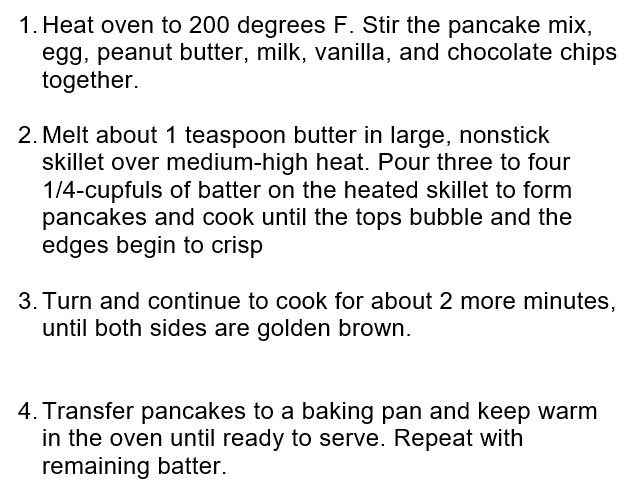 1. Heat oven to 200 degrees F. Stir the pancake mix,
egg, peanut butter, milk, vanilla, and chocolate chips
together.
2. Melt about 1 teaspoon butter in large, nonstick
skillet over medium-high heat. Pour three to four
1/4-cupfuls of batter on the heated skillet to form
pancakes and cook until the tops bubble and the
edges begin to crisp
3. Turn and continue to cook for about 2 more minutes,
until both sides are golden brown.
4. Transfer pancakes to a baking pan and keep warm
in the oven until ready to serve. Repeat with
remaining batter.